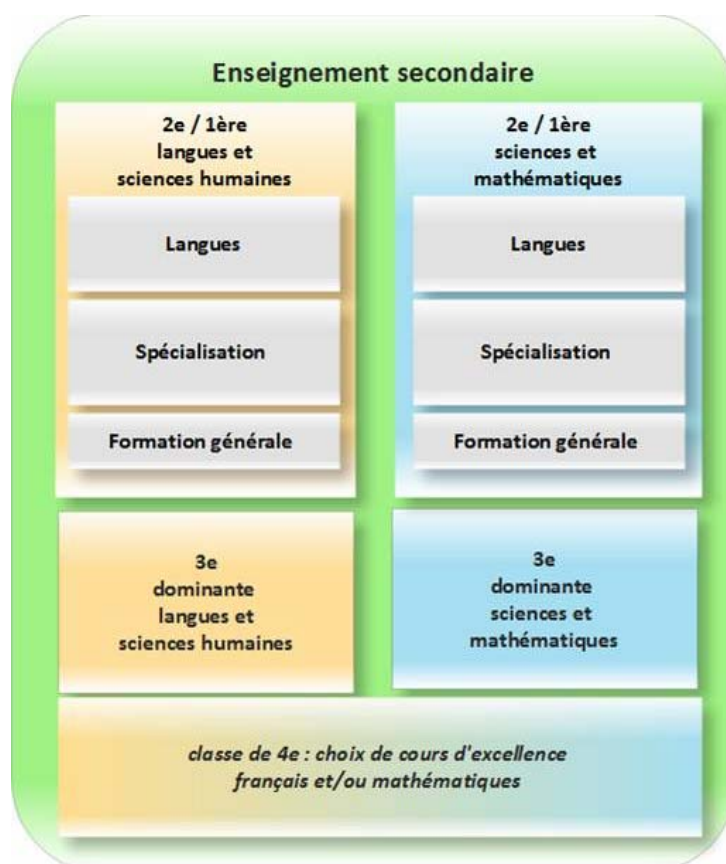 Enseignement secondaire
2e / 1ère
langues et
sciences humaines
Langues
Spécialisation
Formation générale
2e / 1ère
sciences et
mathématiques
Langues
Spécialisation
Formation générale
3e
dominante
langues et
sciences humaines
3e
dominante
sciences et
mathématiques
classe de 4e : choix de cours d'excellence
français et/ou mathématiques